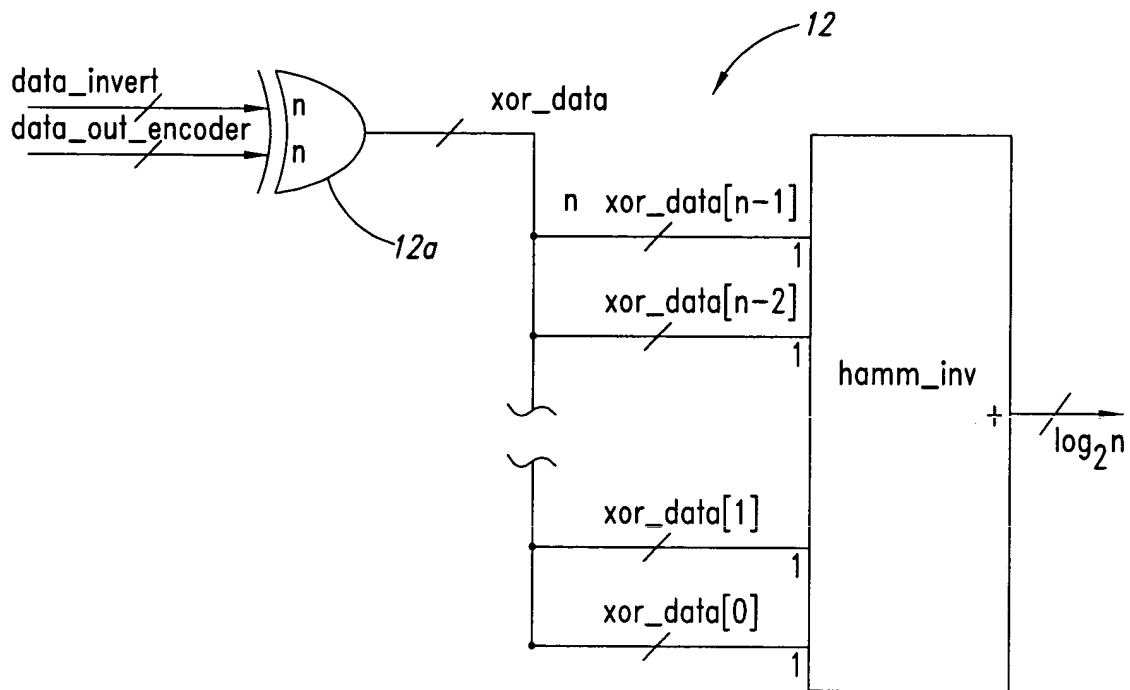 12
data_invert
n
xor_data
data_out_encoder
n
12a
n xor_data[n-1]
1
xor_data[n-2]
1
hamm_inv
+
log₂n
xor_data[1]
1
xor_data[0]
1